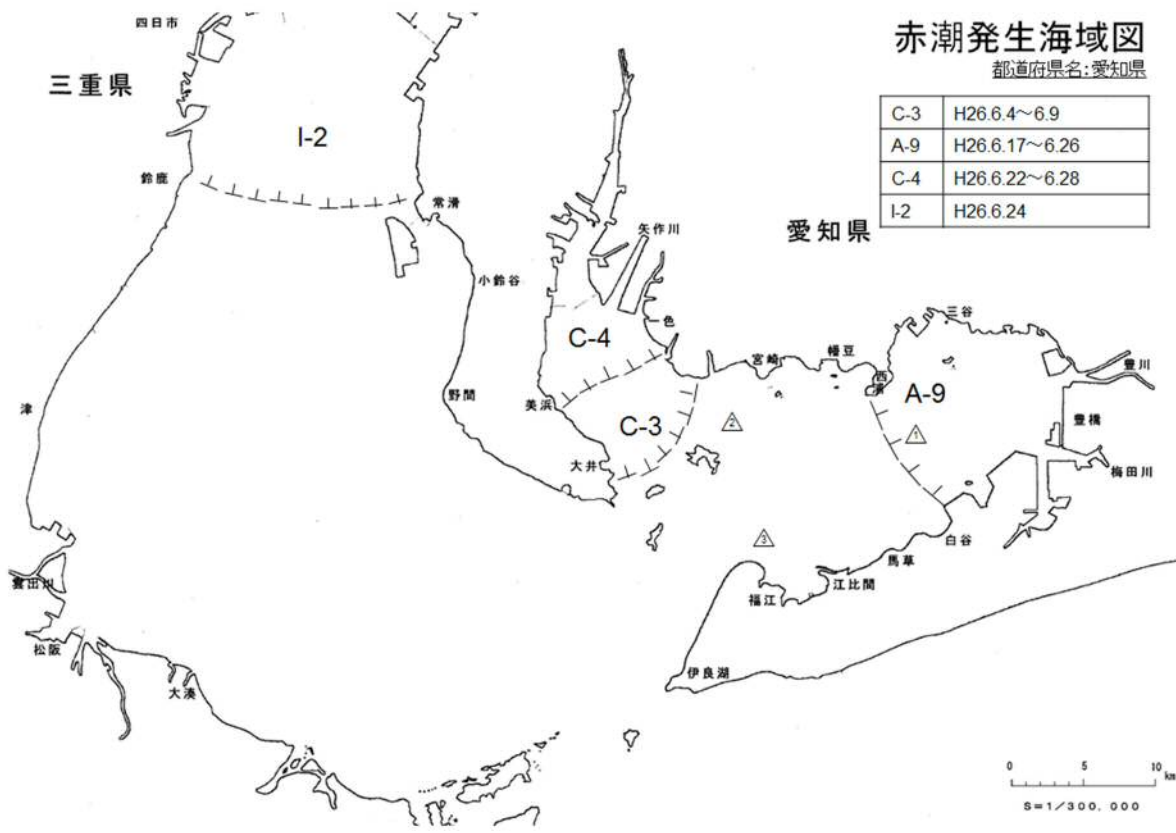 赤潮発生海域図
都道府県名:愛知県
C-3 H26.6.4～6.9
A-9 H26.6.17～6.26
C-4 H26.6.22～6.28
I-2 H26.6.24
四日市
三重県
I-2
鈴鹿
常滑
矢作川
愛知県
小鈴谷
三谷
一色
C-4
宮崎
幡豆
豊川
西浦
A-9
野間
美浜
津
C-3
2
1
豊橋
大井
梅田川
3
白谷
馬草
雲出川
江比間
福江
松阪
伊良湖
大湊
0 5 10
km
S=1/300,000